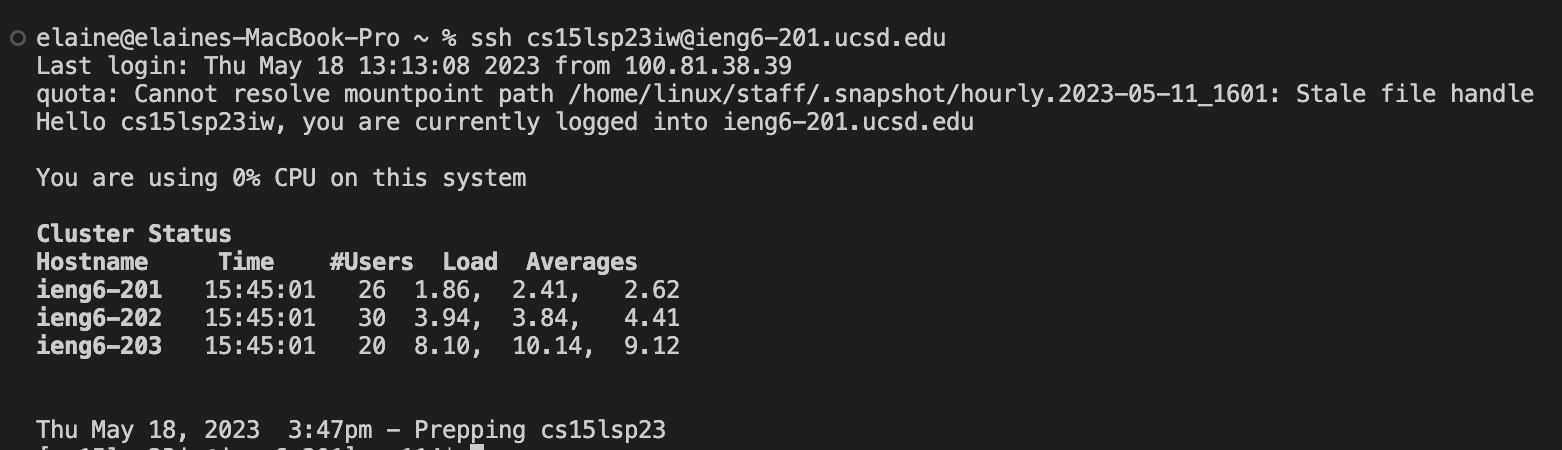 elaine@elaines-MacBook-Pro ~ % ssh cs15lsp23iw@ieng6-201.ucsd.edu
Last login: Thu May 18 13:13:08 2023 from 100.81.38.39
quota: Cannot resolve mountpoint path /home/linux/staff/.snapshot/hourly.2023-05-11_1601: Stale file handle
Hello cs15lsp23iw, you are currently logged into ieng6-201.ucsd.edu
You are using 0% CPU on this system
Cluster Status
Hostname     Time    #Users  Load  Averages
ieng6-201   15:45:01   26  1.86,  2.41,   2.62
ieng6-202   15:45:01   30  3.94,  3.84,   4.41
ieng6-203   15:45:01   20  8.10,  10.14,  9.12
Thu May 18, 2023  3:47pm - Prepping cs15lsp23